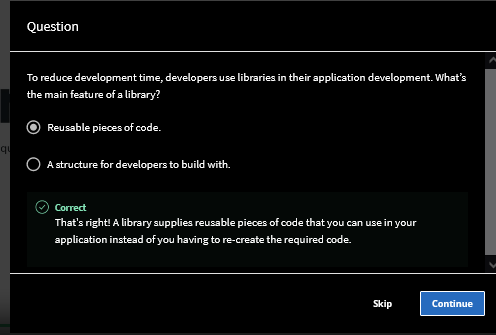 Question
To reduce development time, developers use libraries in their application development. What's
the main feature of a library?
Reusable pieces of code.
A structure for developers to build with.
Correct
That's right! A library supplies reusable pieces of code that you can use in your
application instead of you having to re-create the required code.
Skip
Continue